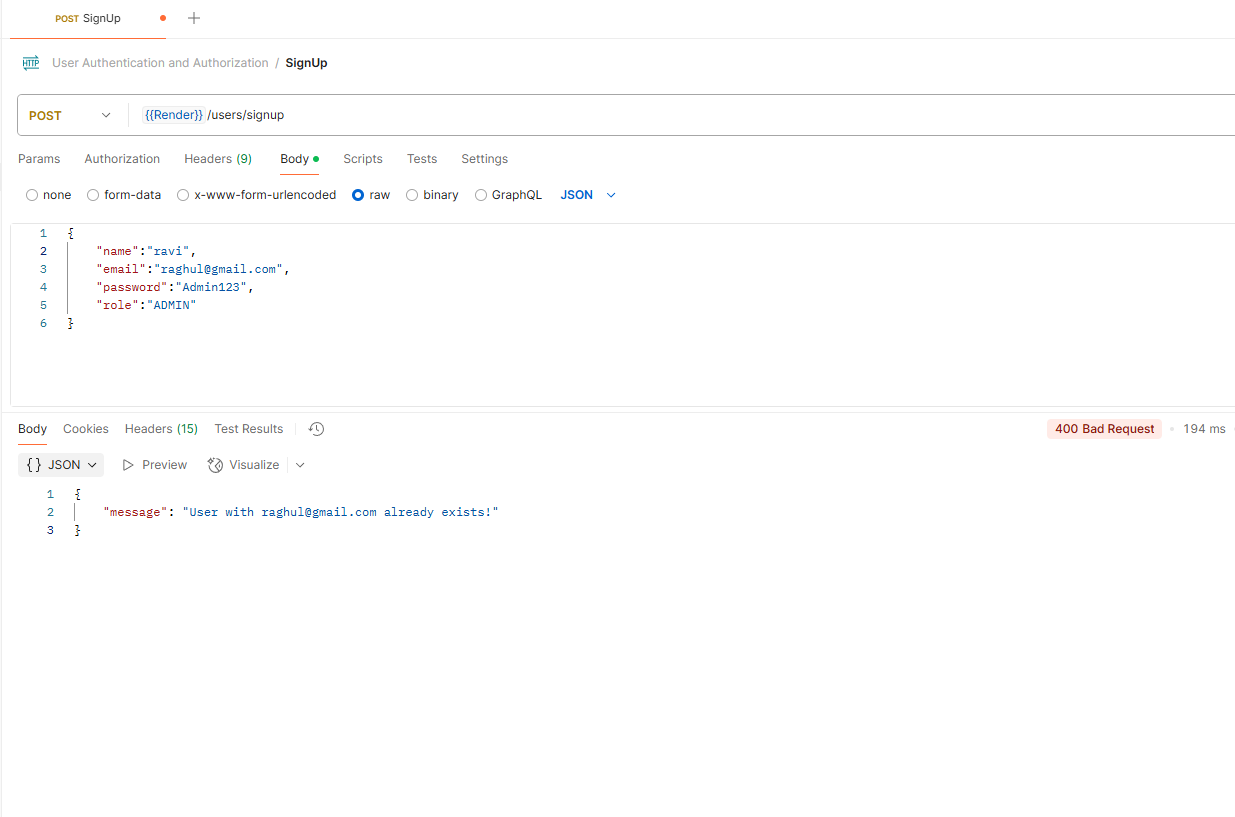 POST SignUp
HTTP User Authentication and Authorization / SignUp
POST {{Render}} /users/signup
Params Authorization Headers (9) Body Scripts Tests Settings
none form-data x-www-form-urlencoded raw binary GraphQL JSON
1 {
2 "name":"ravi",
3 "email":"raghul@gmail.com",
4 "password":"Admin123",
5 "role":"ADMIN"
6 }
Body Cookies Headers (15) Test Results 400 Bad Request • 194 ms
{} JSON Preview Visualize
1 {
2 "message": "User with raghul@gmail.com already exists!"
3 }